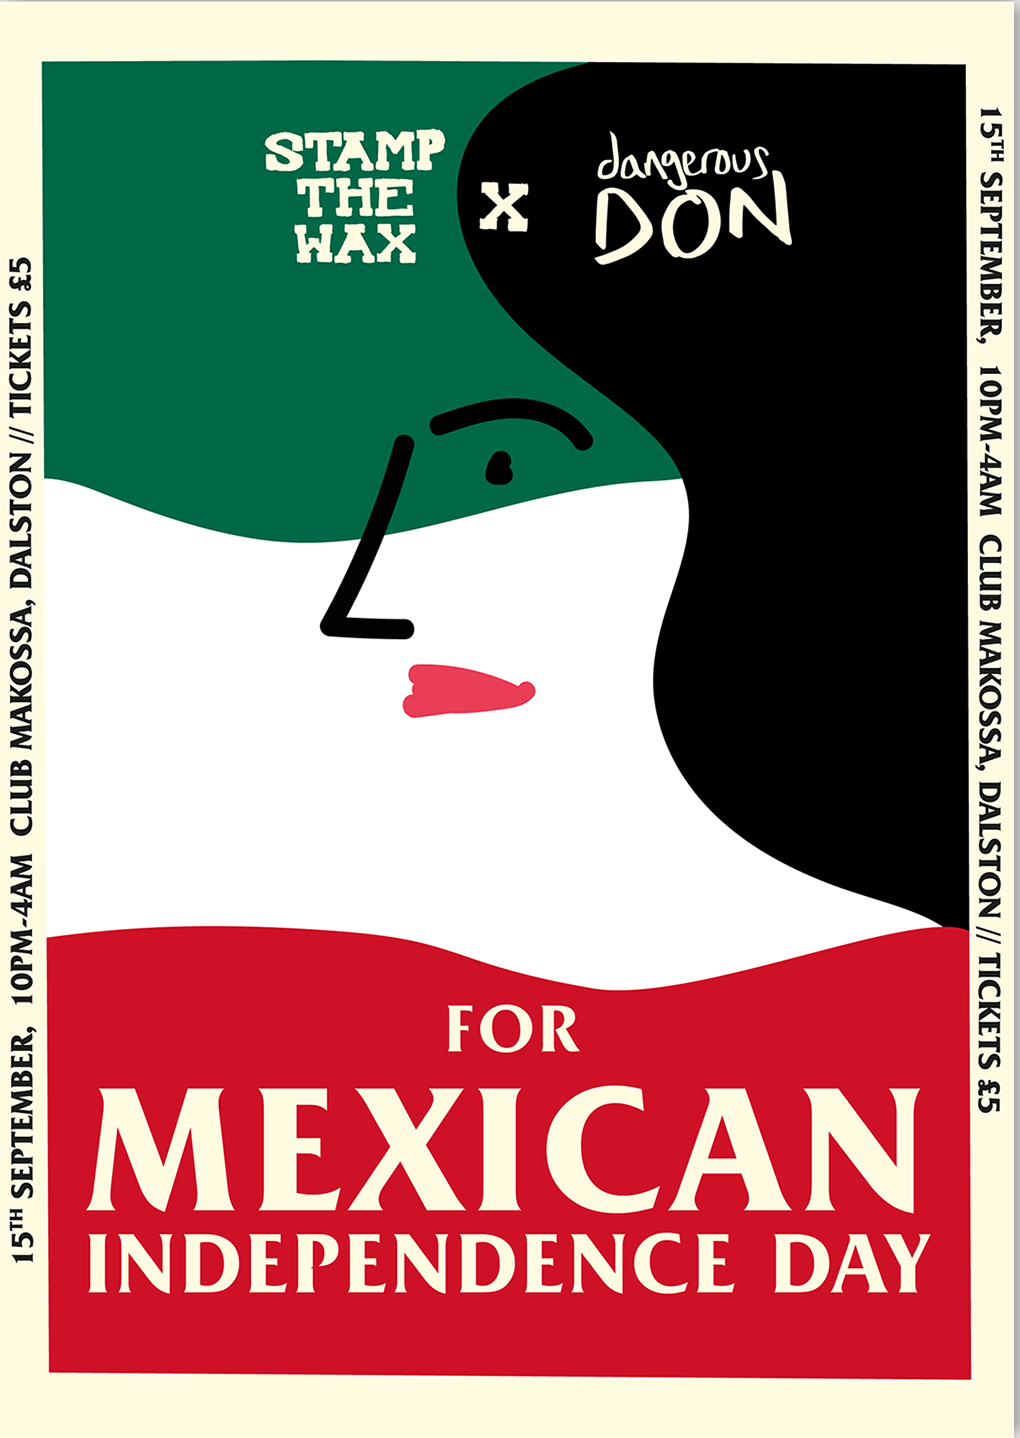 STAMP
THE
WAX
X
dangerous
DON
FOR
MEXICAN
INDEPENDENCE DAY
15TH SEPTEMBER, 10PM-4AM CLUB MAKOSSA, DALSTON // TICKETS £5
15TH SEPTEMBER, 10PM-4AM CLUB MAKOSSA, DALSTON // TICKETS £5